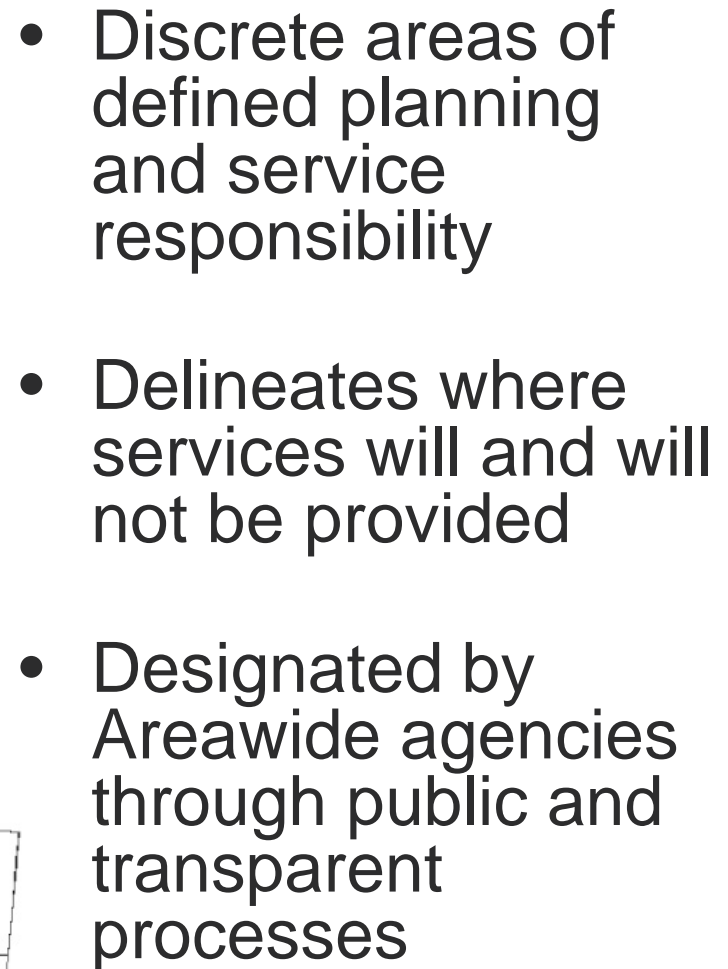 • Discrete areas of
defined planning
and service
responsibility
• Delineates where
services will and will
not be provided
• Designated by
Areawide agencies
through public and
transparent
processes